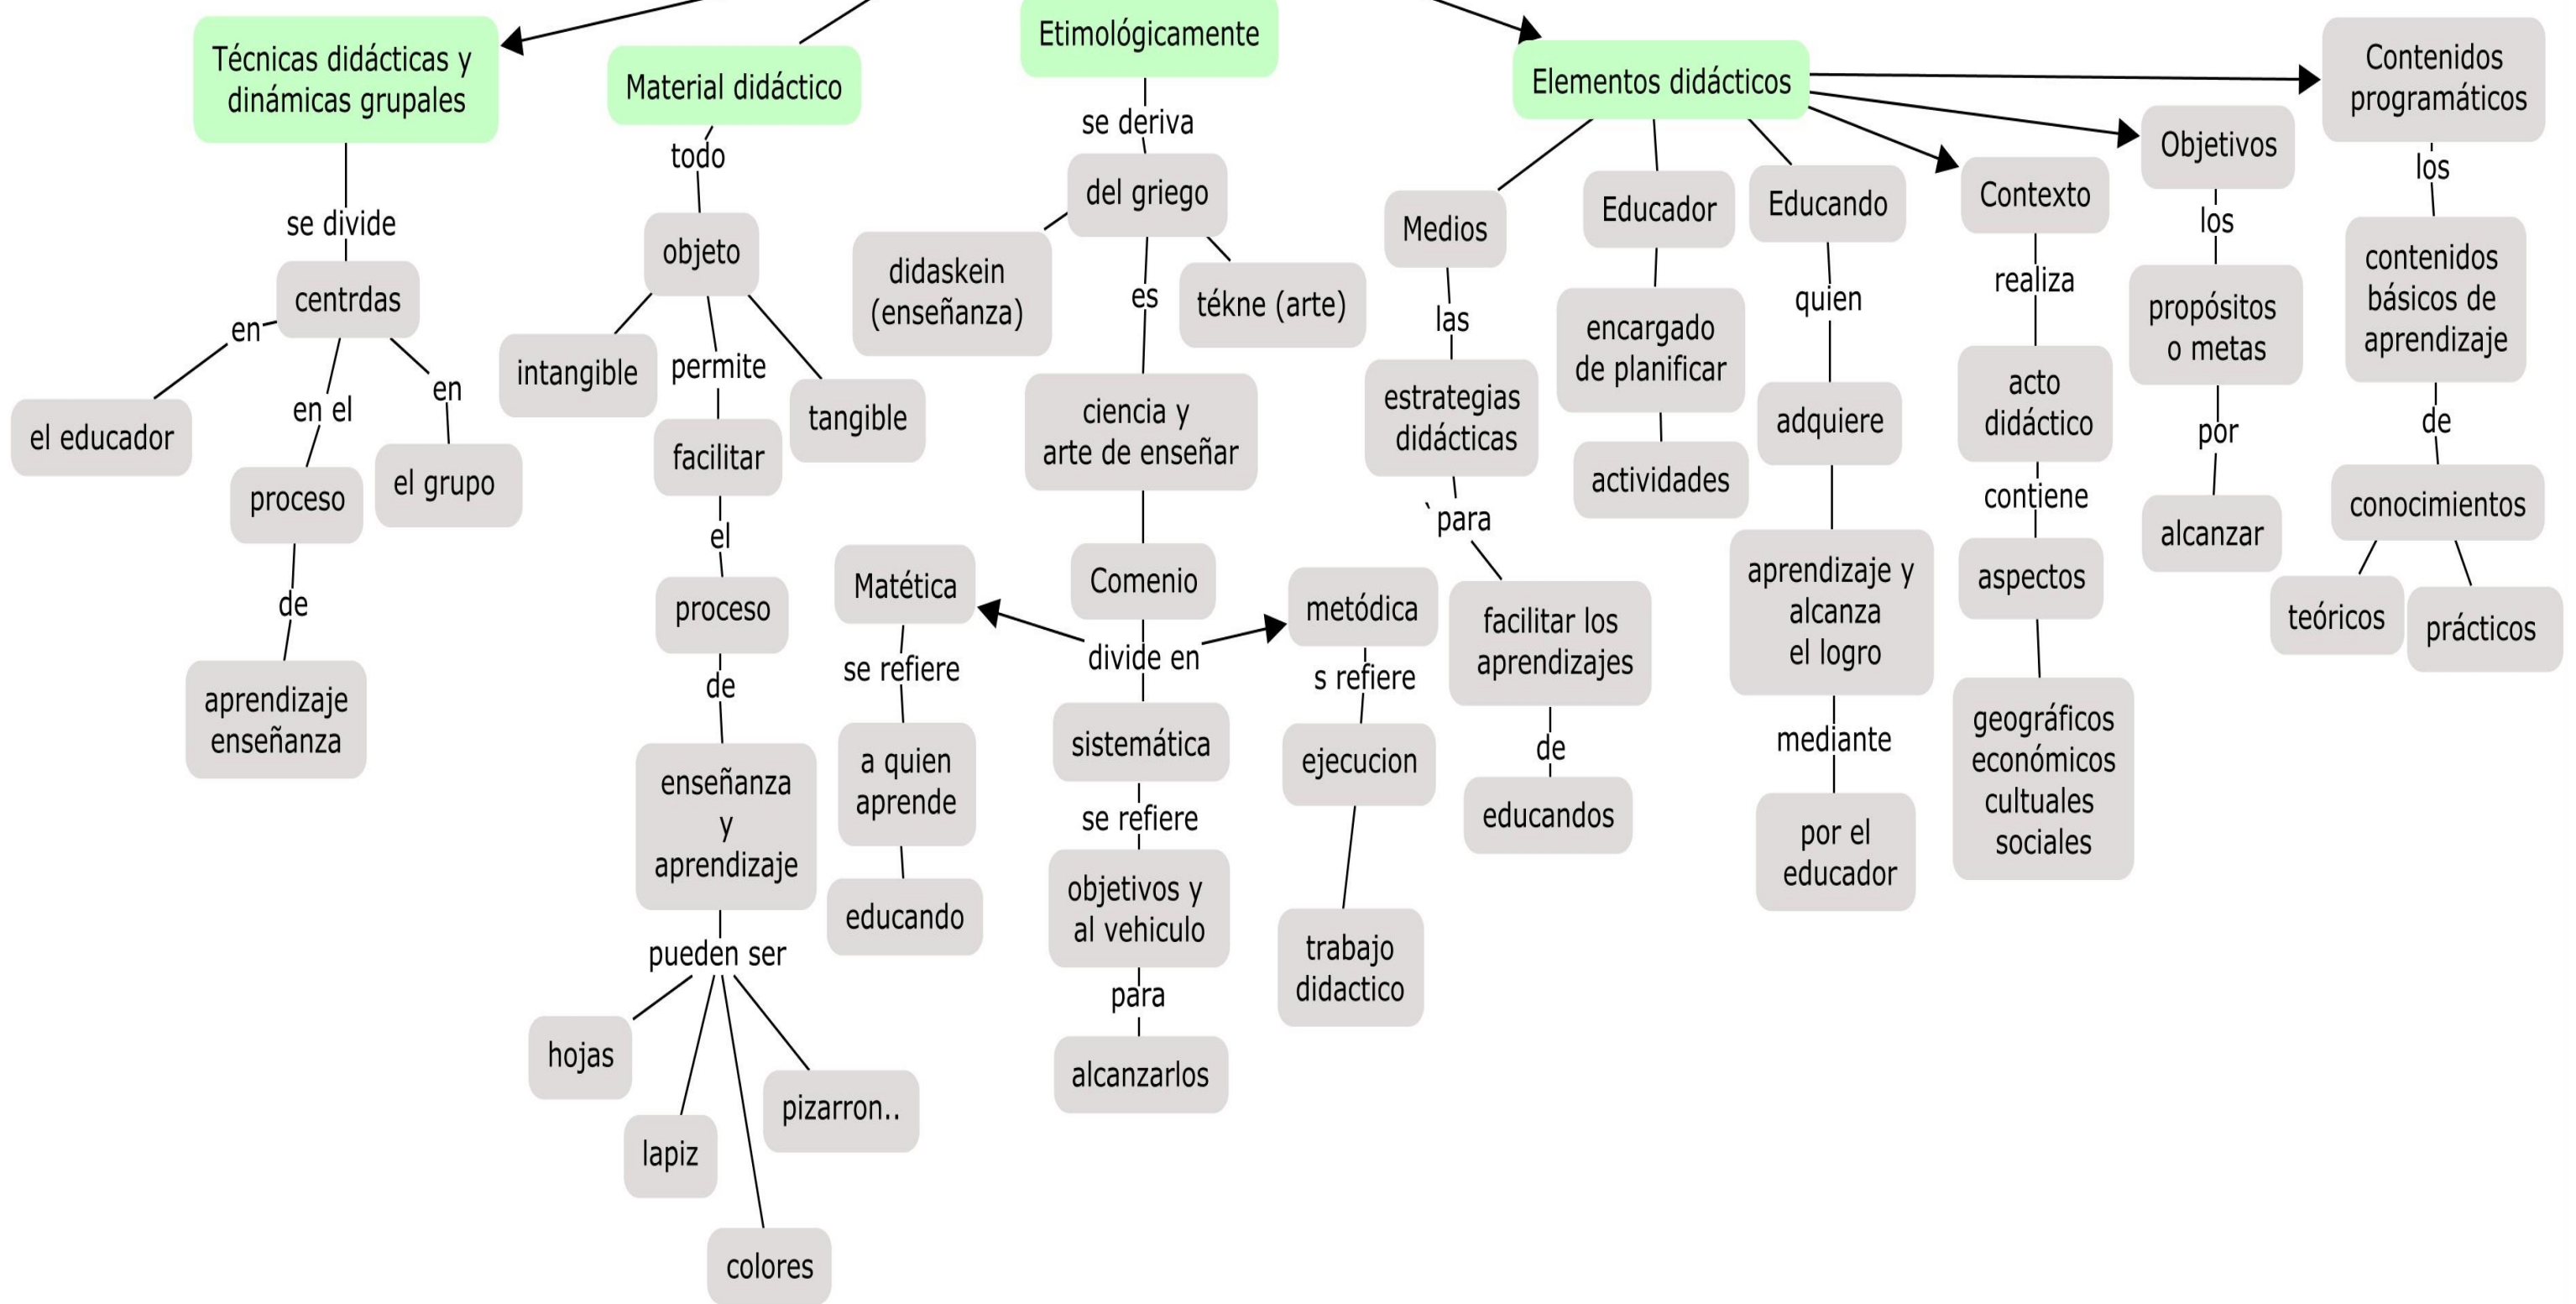 Técnicas didácticas y
dinámicas grupales
se divide
centrdas
en
el educador
en el
proceso
de
aprendizaje
enseñanza
en
el grupo
Material didáctico
todo
objeto
intangible
permite
tangible
facilitar
el
proceso
de
enseñanza
y
aprendizaje
pueden ser
hojas
lapiz
colores
pizarron..
Etimológicamente
se deriva
del griego
didaskein
(enseñanza)
es
tékne (arte)
ciencia y
arte de enseñar
Comenio
divide en
Matética
se refiere
a quien
aprende
educando
sistemática
se refiere
objetivos y
al vehiculo
para
alcanzarlos
metódica
s refiere
ejecucion
trabajo
didactico
Elementos didácticos
Medios
las
estrategias
didácticas
`para
facilitar los
aprendizajes
de
educandos
Educador
encargado
de planificar
actividades
Educando
quien
adquiere
aprendizaje y
alcanza
el logro
mediante
por el
educador
Contexto
realiza
acto
didáctico
contiene
aspectos
geográficos
económicos
cultuales
sociales
Objetivos
los
propósitos
o metas
por
alcanzar
Contenidos
programáticos
los
contenidos
básicos de
aprendizaje
de
conocimientos
teóricos
prácticos